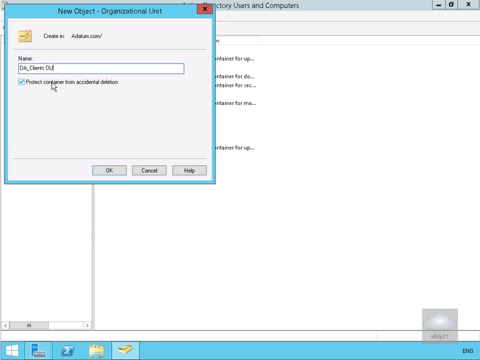 New Object - Organizational Unit
Directory Users and Computers
Create in: Adatum.com/
Name:
DA_Clients OU
Protect container from accidental deletion
OK Cancel Help
ontainer for up...
ontainer for do...
ontainer for sec...
ontainer for ma...
ontainer for up...
vBry21
ENG